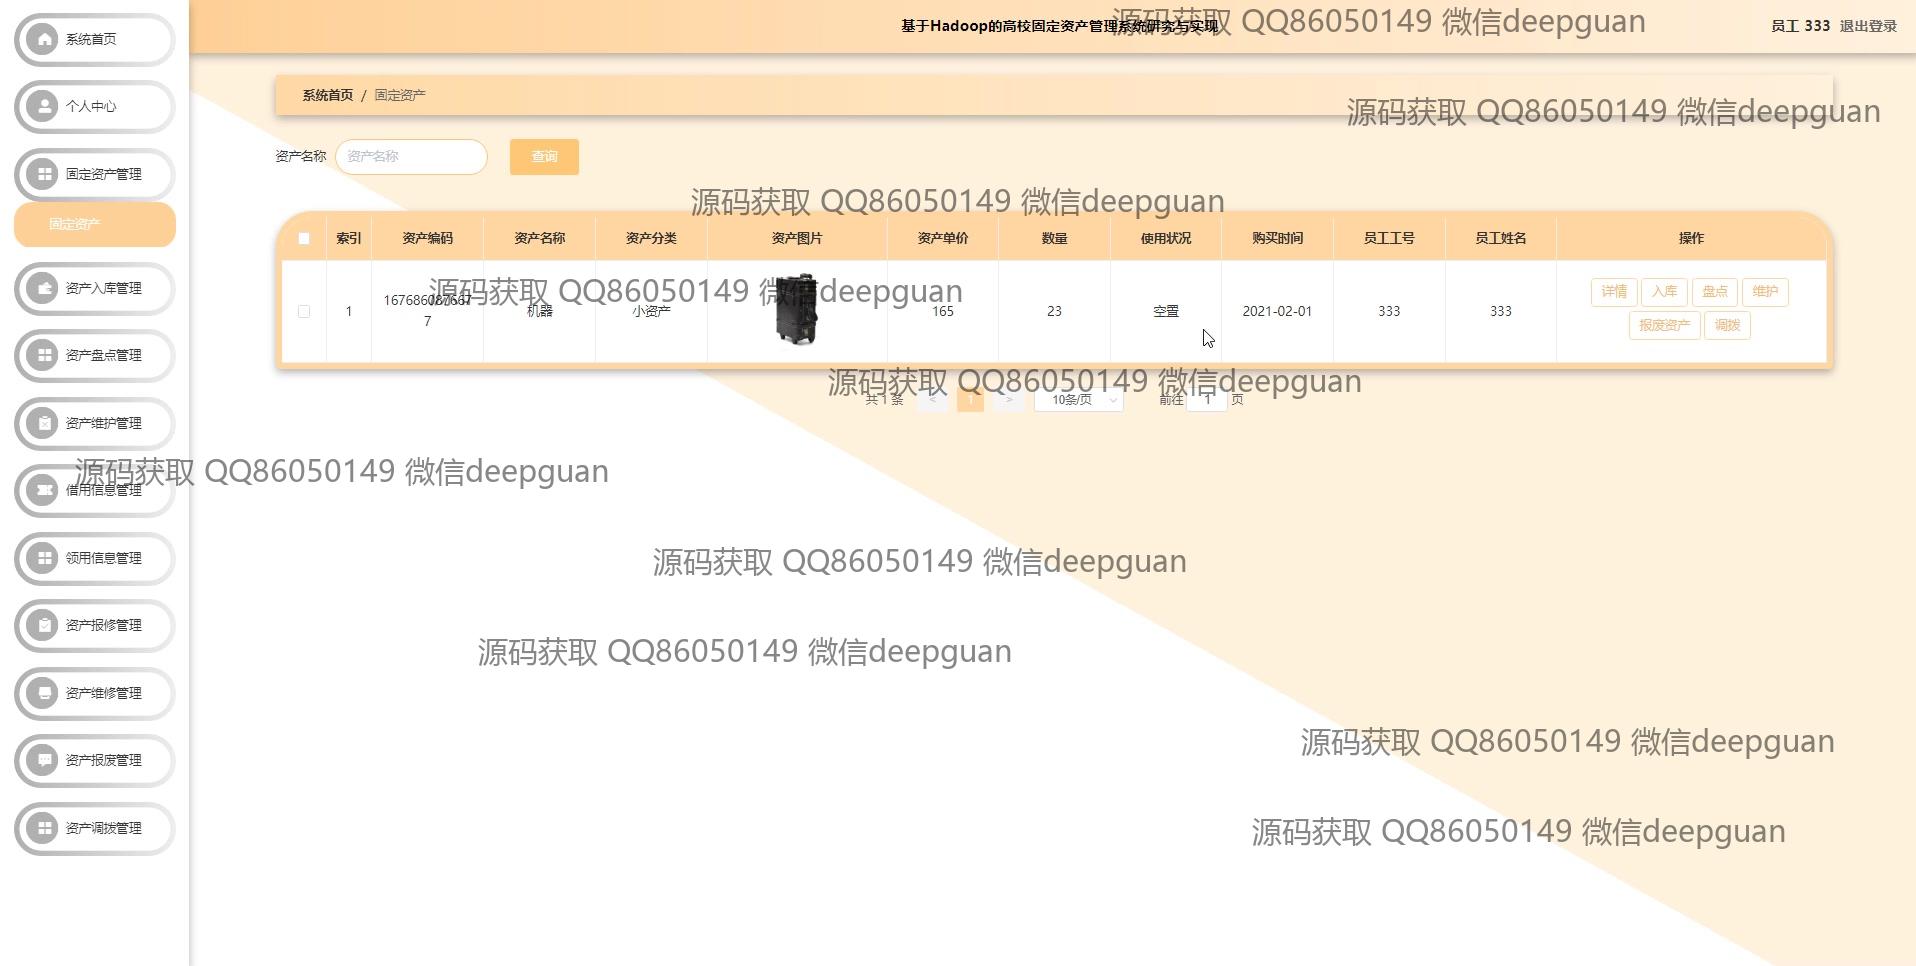 系统首页
个人中心
固定资产管理
固定资产
资产入库管理
资产盘点管理
资产维护管理
借用信息管理
领用信息管理
资产报修管理
资产维修管理
资产报废管理
资产调拨管理
基于Hadoop的高校固定资产管理系统研究与实现
员工 333 退出登录
源码获取 QQ86050149 微信deepguan
系统首页 / 固定资产
源码获取 QQ86050149 微信deepguan
资产名称 资产名称 查询
源码获取 QQ86050149 微信deepguan
索引 资产编码 资产名称 资产分类 资产图片 资产单价 数量 使用状况 购买时间 员工工号 员工姓名 操作
源码获取 QQ86050149 微信deepguan
1 1676860876677 机器 小资产 165 23 空置 2021-02-01 333 333
详情 入库 盘点 维护
报废资产 调拨
源码获取 QQ86050149 微信deepguan
共 1 条 < 1 > 10条/页 前往 1 页
源码获取 QQ86050149 微信deepguan
源码获取 QQ86050149 微信deepguan
源码获取 QQ86050149 微信deepguan
源码获取 QQ86050149 微信deepguan
源码获取 QQ86050149 微信deepguan